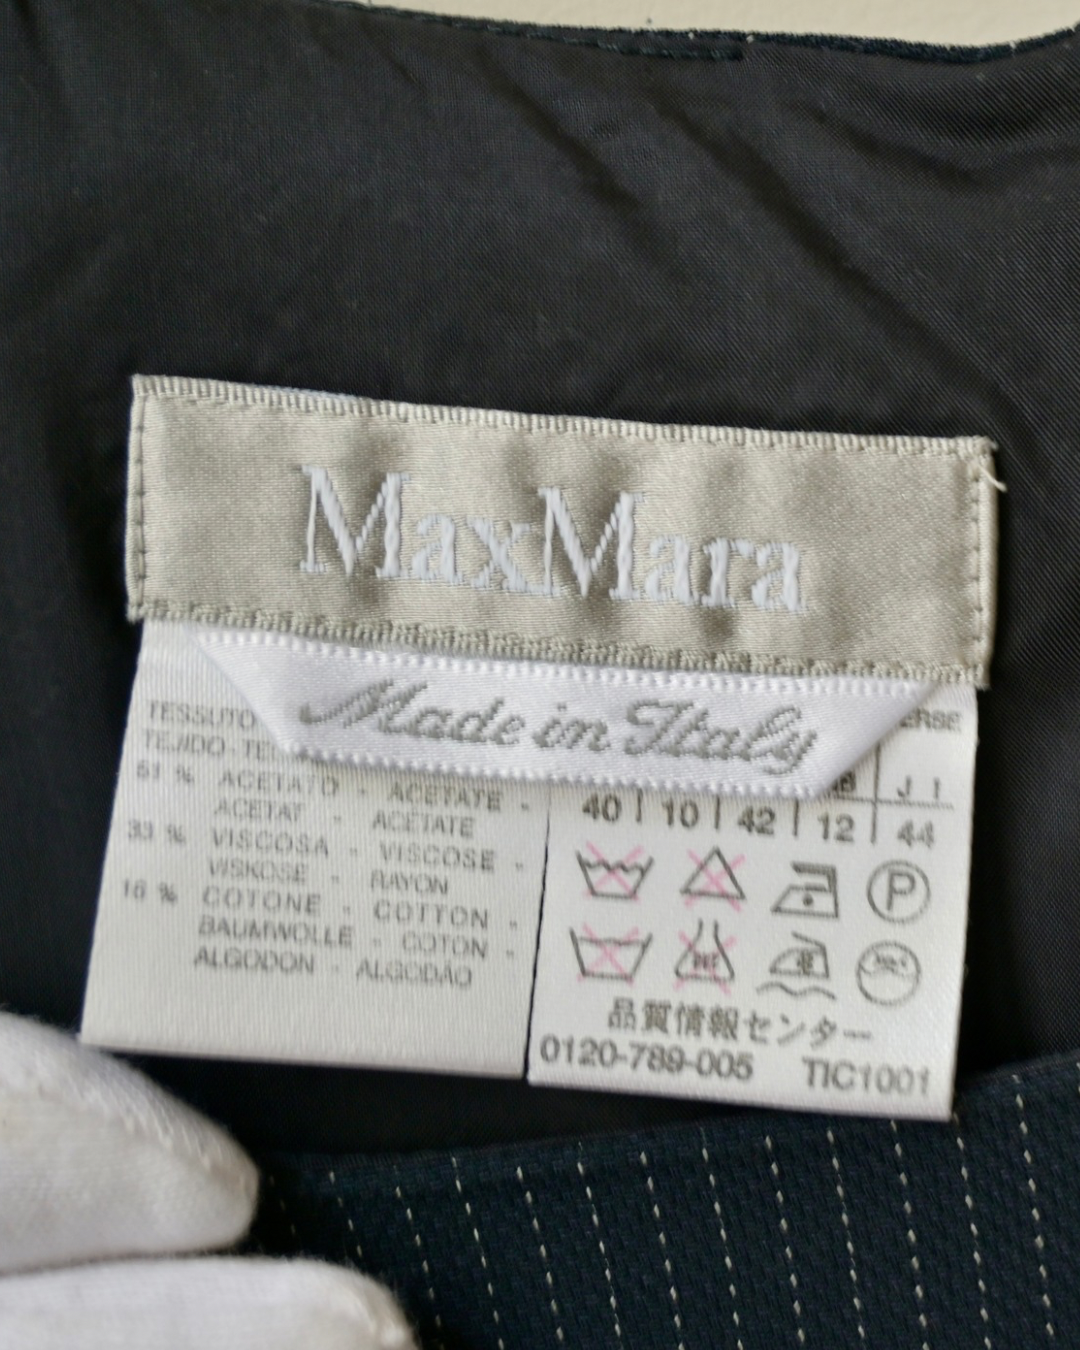 MaxMara
Made in Italy
TESSUTO
TEJIDO-
51 % ACETATO - ACETATE -
ACETAT - ACETATE
33 % VISCOSA - VISCOSE -
VISKOSE - RAYON
16 % COTONE - COTTON -
BAUMWOLLE - COTON -
ALGODON - ALGODÃO
J I
40 | 10 | 42 | 12 | 44
P
品質情報センター
0120-789-005 TIC1001